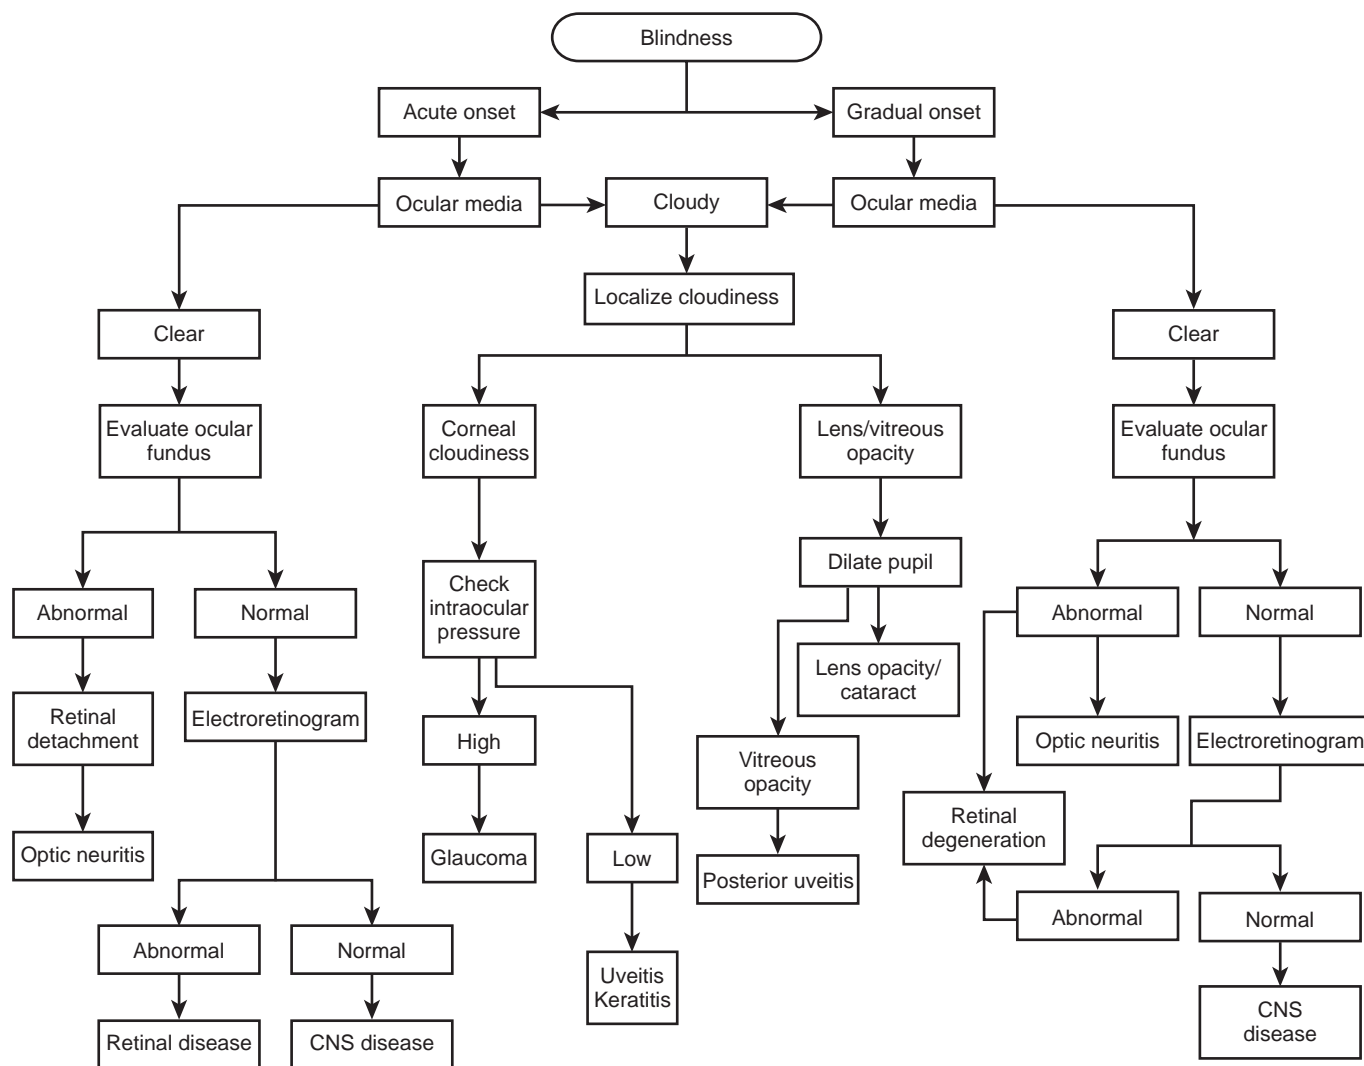 Blindness
Acute onset
Gradual onset
Ocular media
Cloudy
Ocular media
Localize cloudiness
Clear
Clear
Evaluate ocular
fundus
Corneal
cloudiness
Lens/vitreous
opacity
Evaluate ocular
fundus
Dilate pupil
Abnormal
Normal
Check
intraocular
pressure
Abnormal
Normal
Lens opacity/
cataract
Retinal
detachment
Electroretinogram
High
Vitreous
opacity
Optic neuritis
Electroretinogram
Retinal
degeneration
Optic neuritis
Glaucoma
Low
Posterior uveitis
Abnormal
Normal
Abnormal
Normal
Uveitis
Keratitis
CNS
disease
Retinal disease
CNS disease